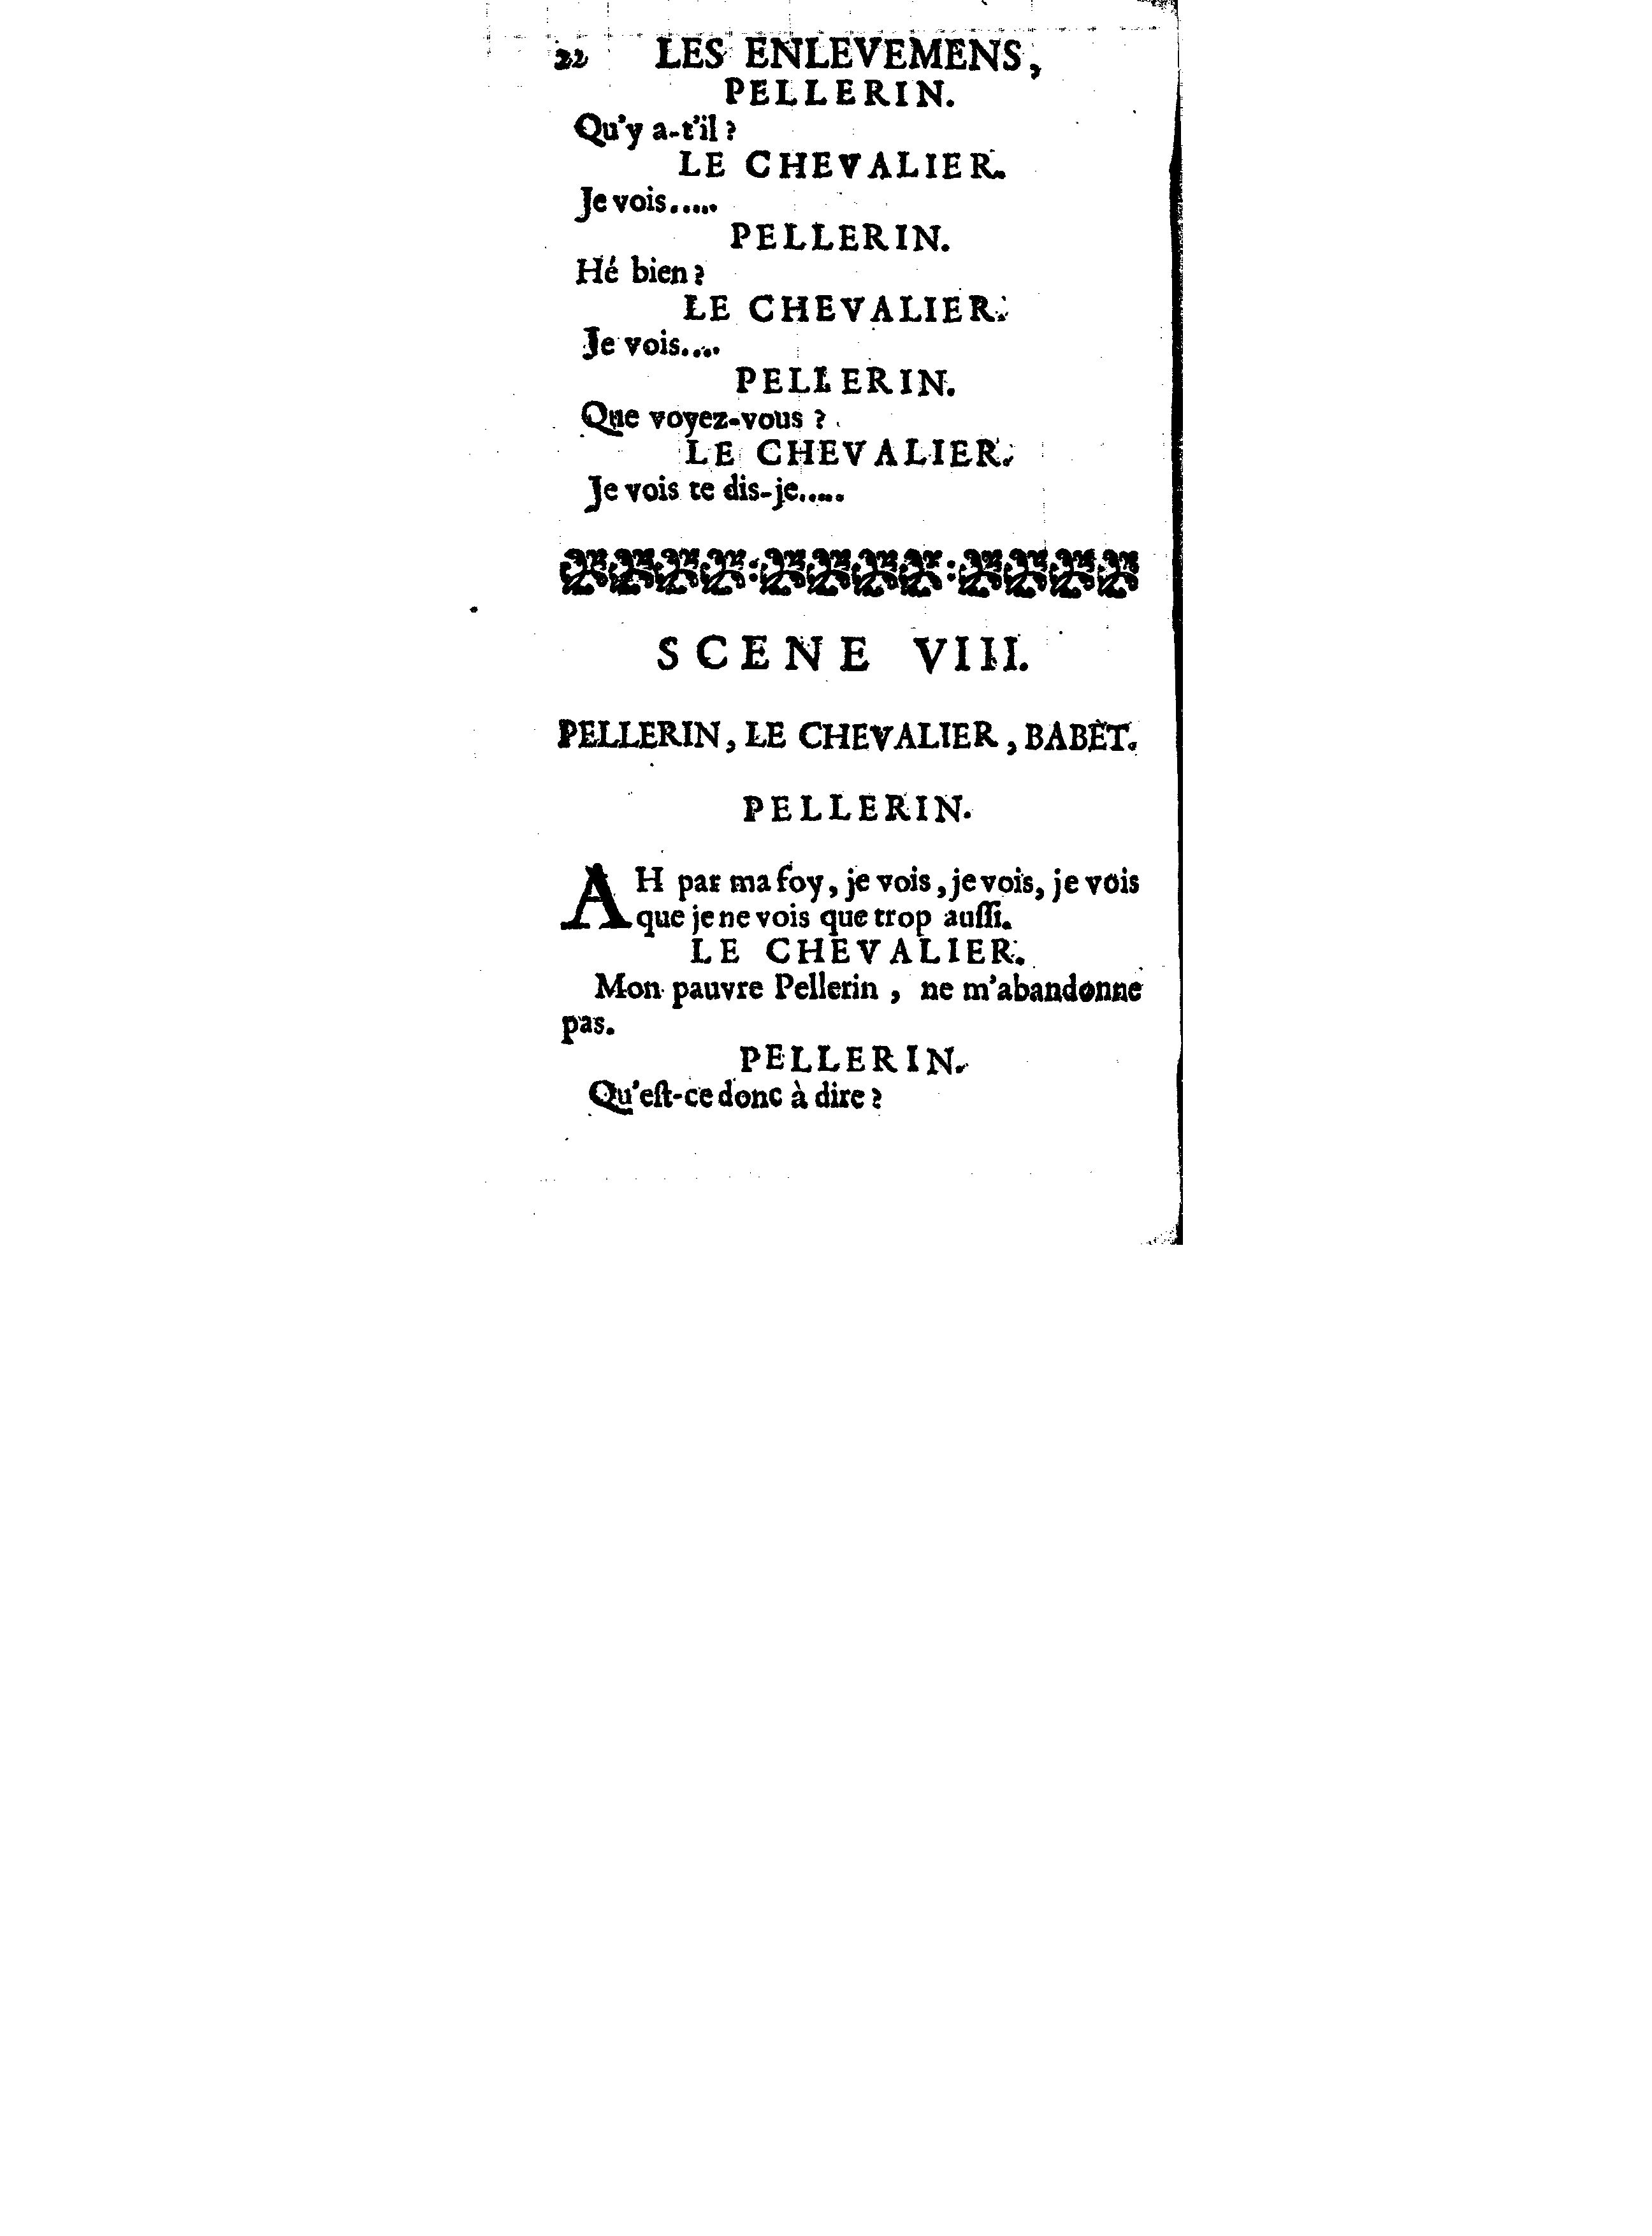 22 LES ENLEVEMENS,
PELLERIN.
Qu'y a-t'il ?
LE CHEVALIER.
Je vois.....
PELLERIN.
Hé bien ?
LE CHEVALIER.
Je vois....
PELLERIN.
Que voyez-vous ?
LE CHEVALIER.
Je vois te dis-je.....
SCENE VIII.
PELLERIN, LE CHEVALIER, BABET.
PELLERIN.
AH par ma foy, je vois, je vois, je vois
que je ne vois que trop auſſi.
LE CHEVALIER.
Mon pauvre Pellerin, ne m'abandonne
pas.
PELLERIN.
Qu'eſt-ce donc à dire ?